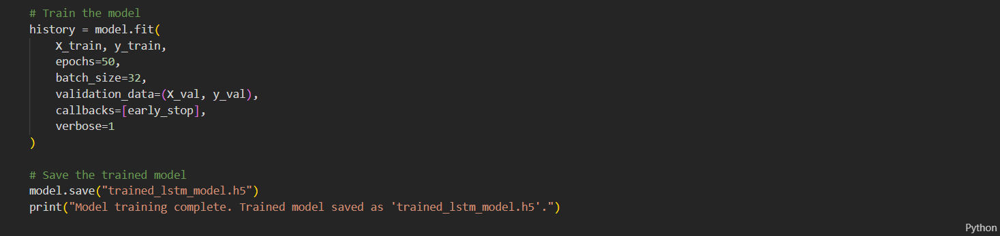 # Train the model
history = model.fit(
    X_train, y_train,
    epochs=50,
    batch_size=32,
    validation_data=(X_val, y_val),
    callbacks=[early_stop],
    verbose=1
)
# Save the trained model
model.save("trained_lstm_model.h5")
print("Model training complete. Trained model saved as 'trained_lstm_model.h5'.")
Python